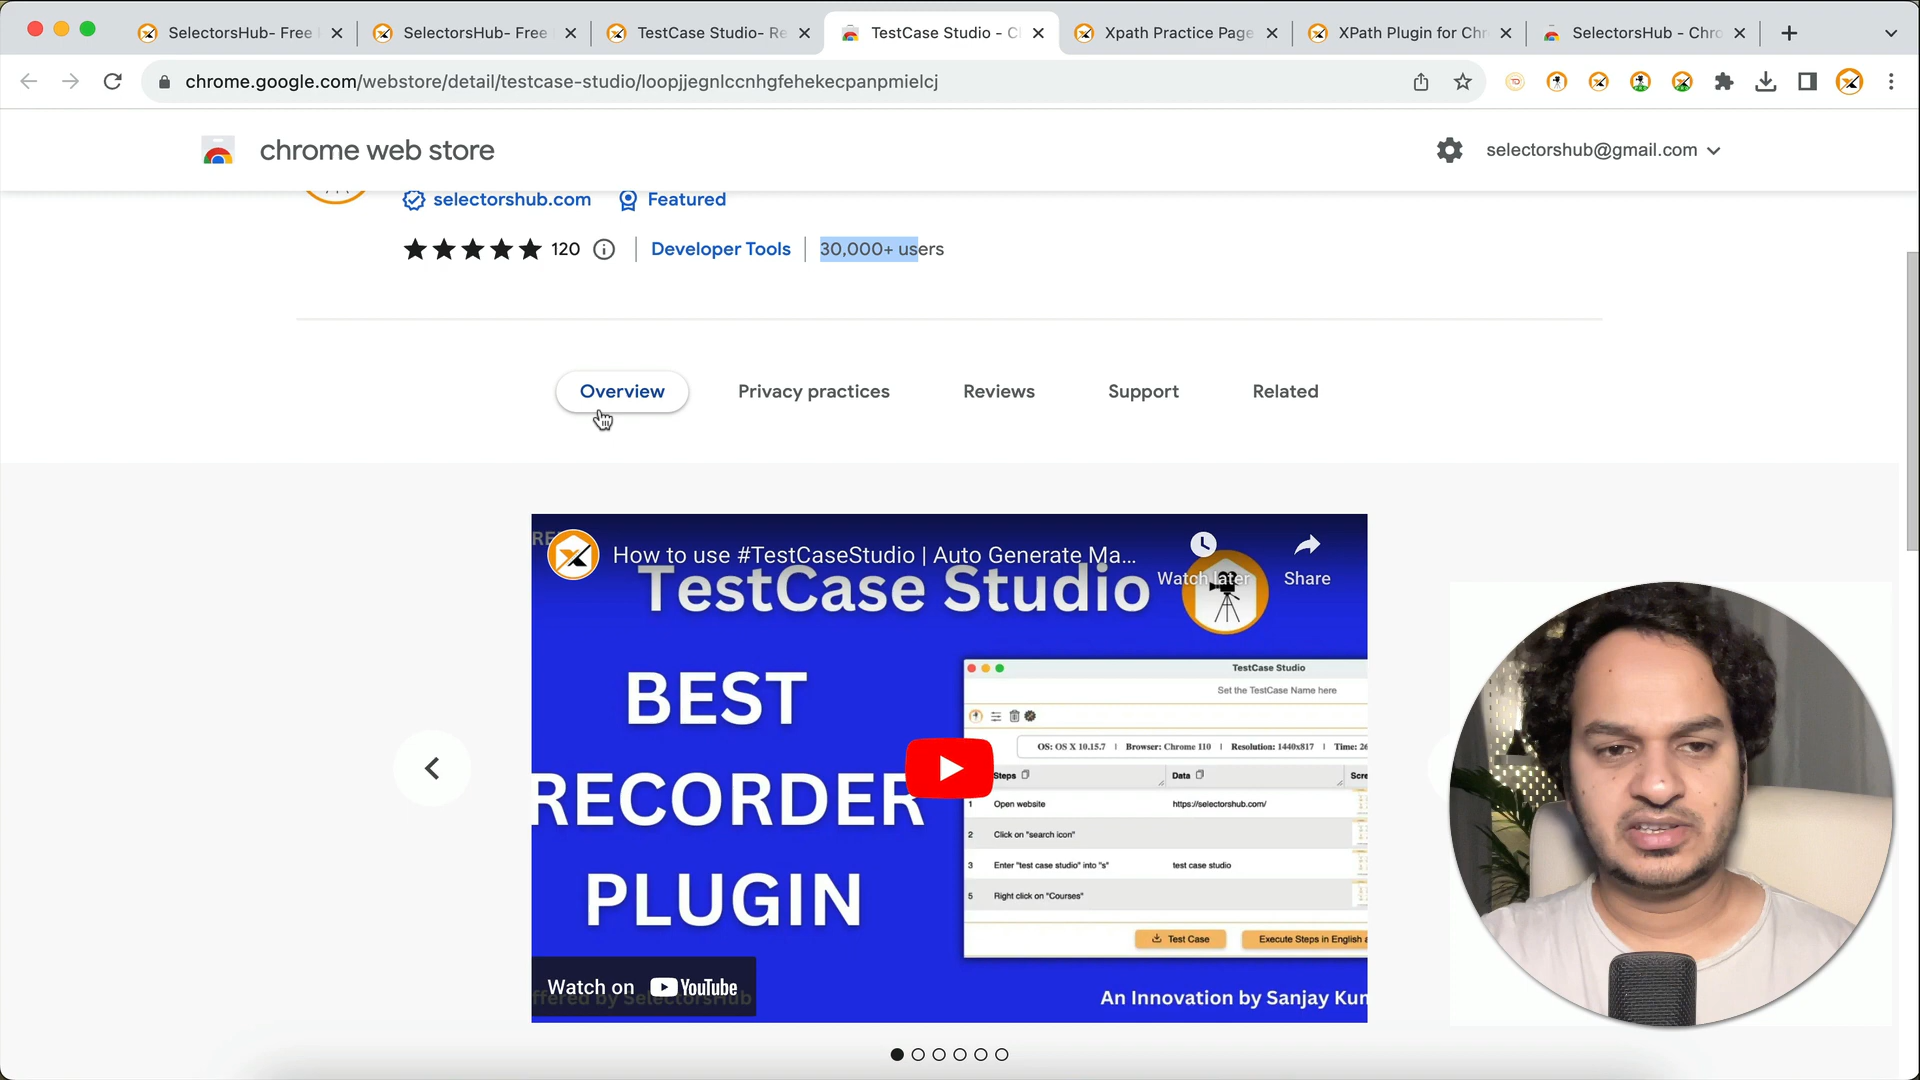 SelectorsHub- Free
SelectorsHub- Free
TestCase Studio- Re
TestCase Studio - C
Xpath Practice Page
XPath Plugin for Chr
SelectorsHub - Chro
chrome.google.com/webstore/detail/testcase-studio/loopjjegnlccnhgfehekecpanpmielcj
chrome web store
selectorshub@gmail.com
selectorshub.com Featured
120 Developer Tools 30,000+ users
Overview Privacy practices Reviews Support Related
How to use #TestCaseStudio | Auto Generate Ma...
Watch later Share
TestCase Studio
BEST
RECORDER
PLUGIN
TestCase Studio
Set the TestCase Name here
OS: OS X 10.15.7 | Browser: Chrome 110 | Resolution: 1440x817 | Time: 26
Steps Data Scre
1 Open website https://selectorshub.com/
2 Click on "search icon"
3 Enter "test case studio" into "s" test case studio
5 Right click on "Courses"
Test Case Execute Steps in English a
Watch on YouTube
ffered by SelectorsHub
An Innovation by Sanjay Kum